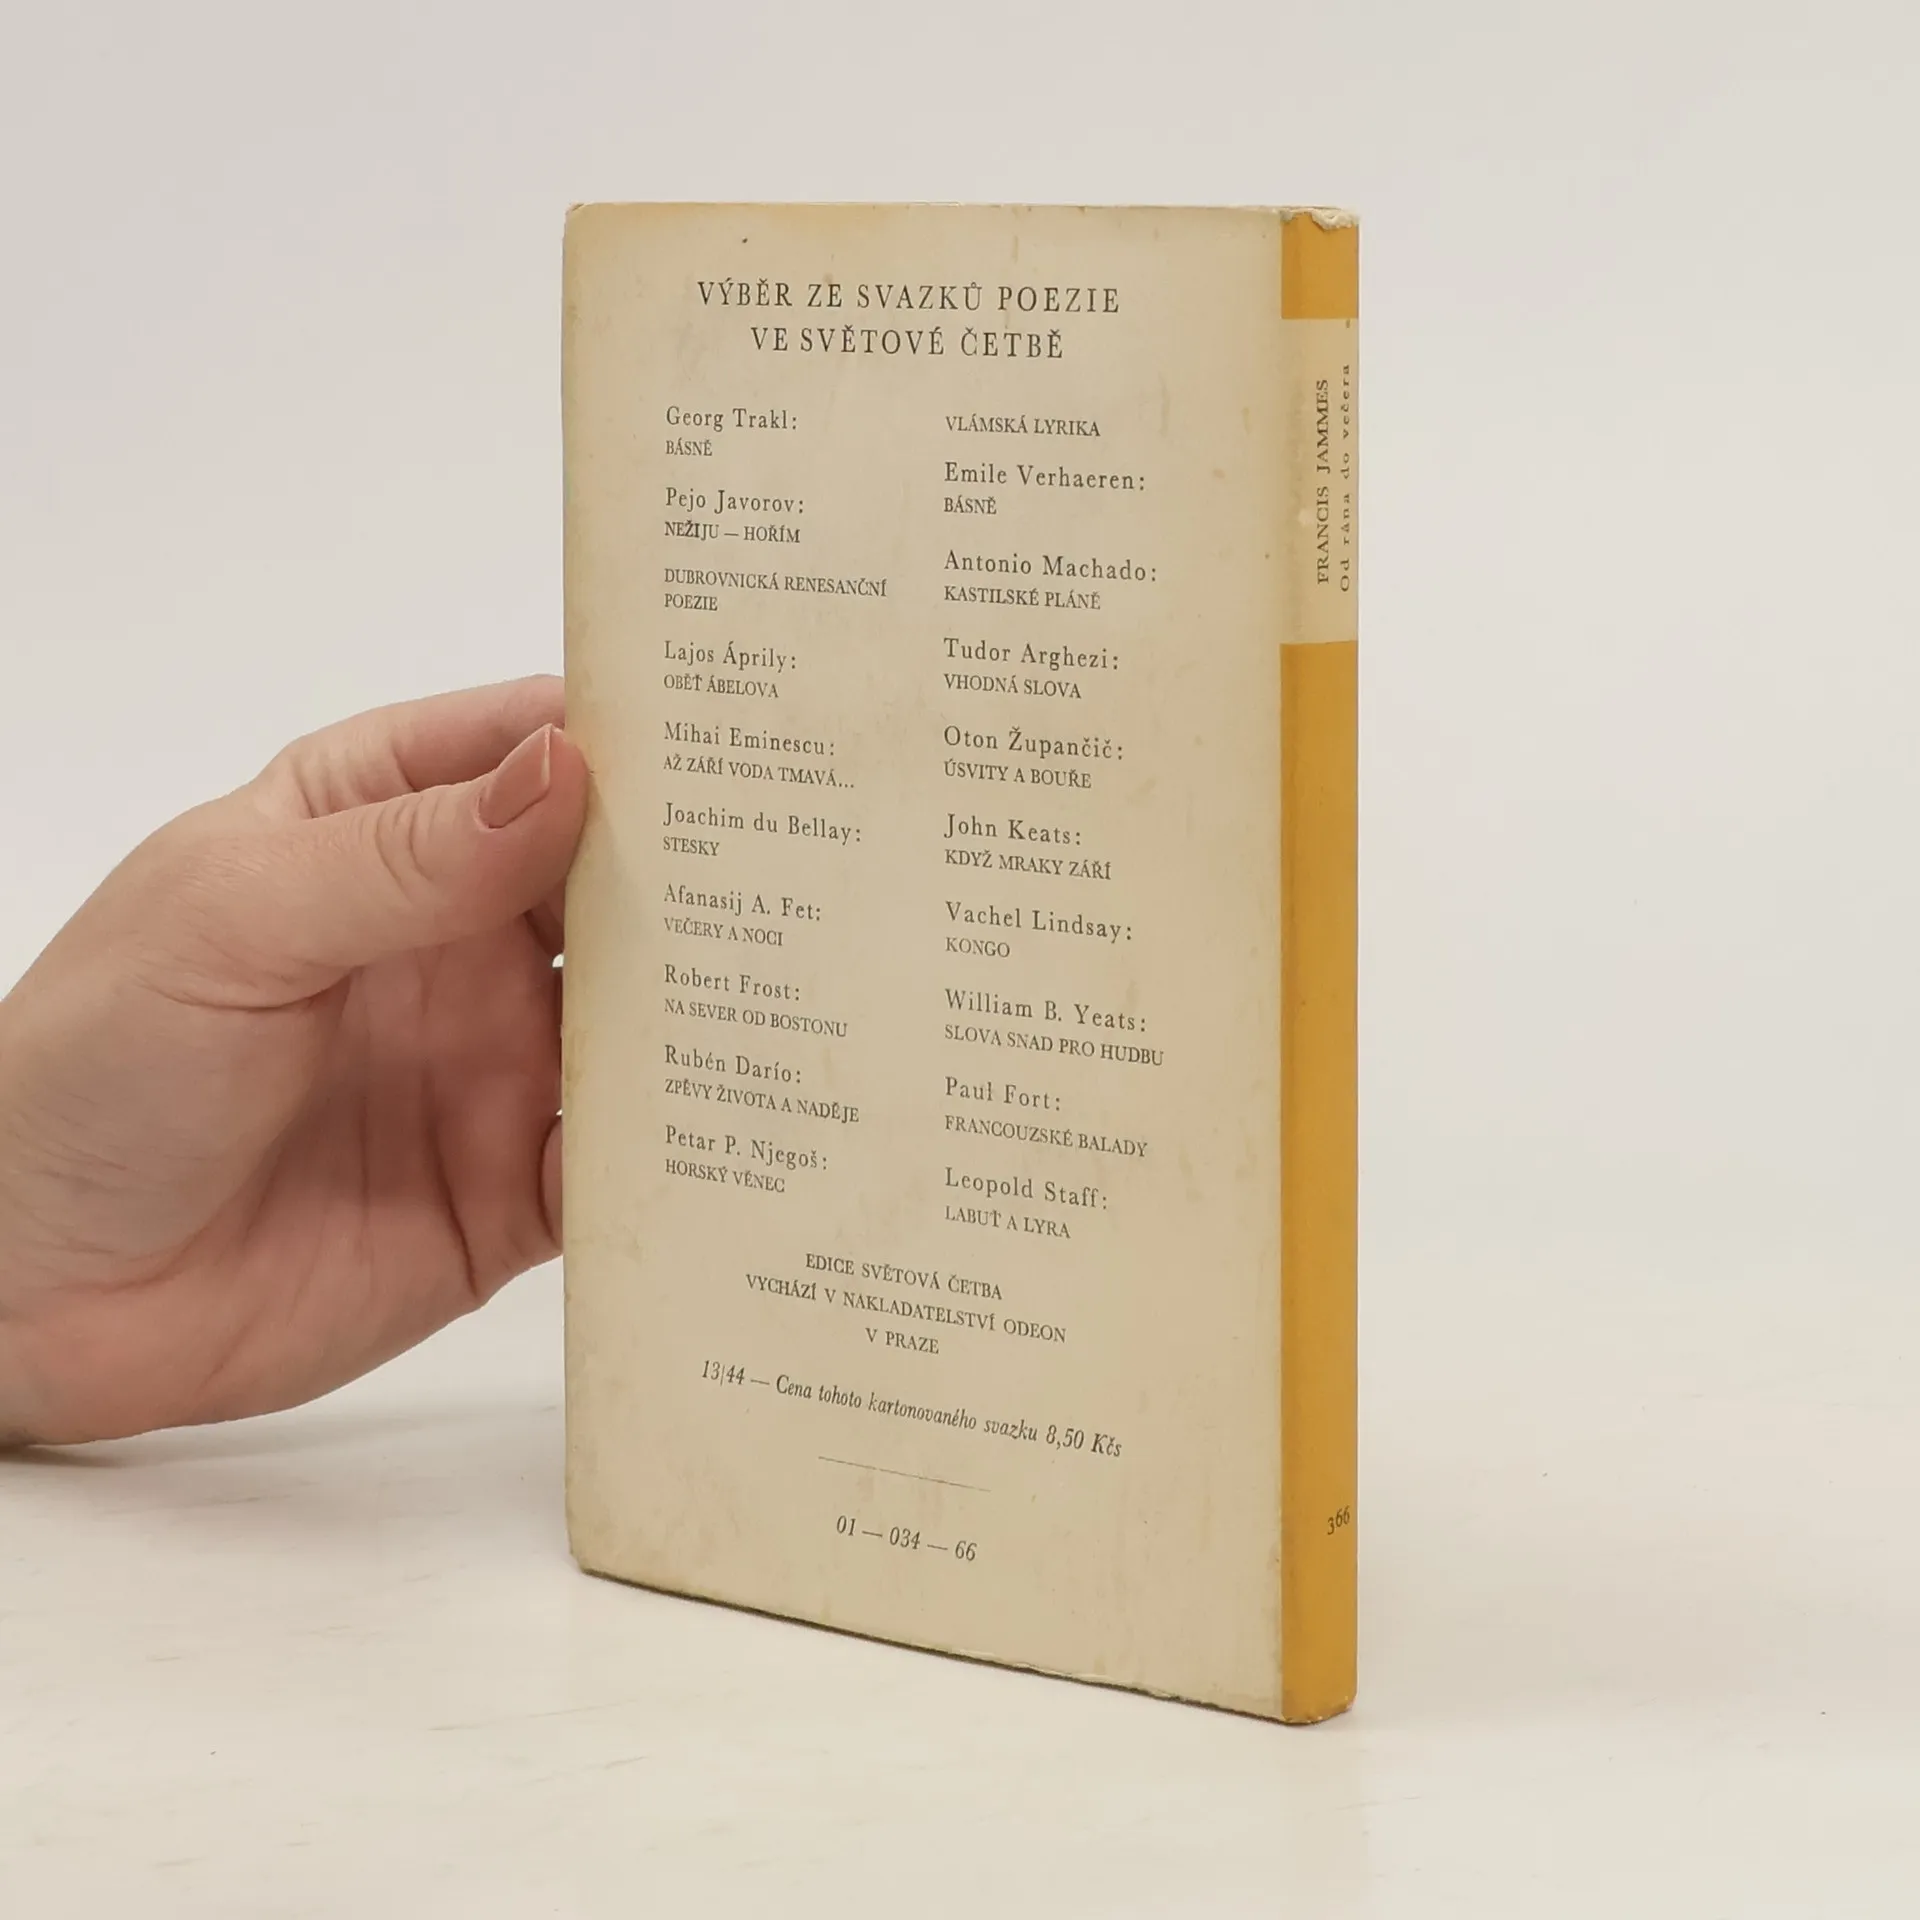 VÝBĚR ZE SVAZKŮ POEZIE
VE SVĚTOVÉ ČETBĚ
Georg Trakl:
BÁSNĚ
Pejo Javorov:
NEŽIJU — HOŘÍM
DUBROVNICKÁ RENESANČNÍ
POEZIE
Lajos Áprily:
OBĚŤ ÁBELOVA
Mihai Eminescu:
AŽ ZÁŘÍ VODA TMAVÁ...
Joachim du Bellay:
STESKY
Afanasij A. Fet:
VEČERY A NOCI
Robert Frost:
NA SEVER OD BOSTONU
Rubén Darío:
ZPĚVY ŽIVOTA A NADĚJE
Petar P. Njegoš:
HORSKÝ VĚNEC
VLÁMSKÁ LYRIKA
Emile Verhaeren:
BÁSNĚ
Antonio Machado:
KASTILSKÉ PLÁNĚ
Tudor Arghezi:
VHODNÁ SLOVA
Oton Župančič:
ÚSVITY A BOUŘE
John Keats:
KDYŽ MRAKY ZÁŘÍ
Vachel Lindsay:
KONGO
William B. Yeats:
SLOVA SNAD PRO HUDBU
Paul Fort:
FRANCOUZSKÉ BALADY
Leopold Staff:
LABUŤ A LYRA
EDICE SVĚTOVÁ ČETBA
VYCHÁZÍ V NAKLADATELSTVÍ ODEON
V PRAZE
13|44 — Cena tohoto kartonovaného svazku 8,50 Kčs
01 — 034 — 66
FRANCIS JAMMES
Od rána do večera
366